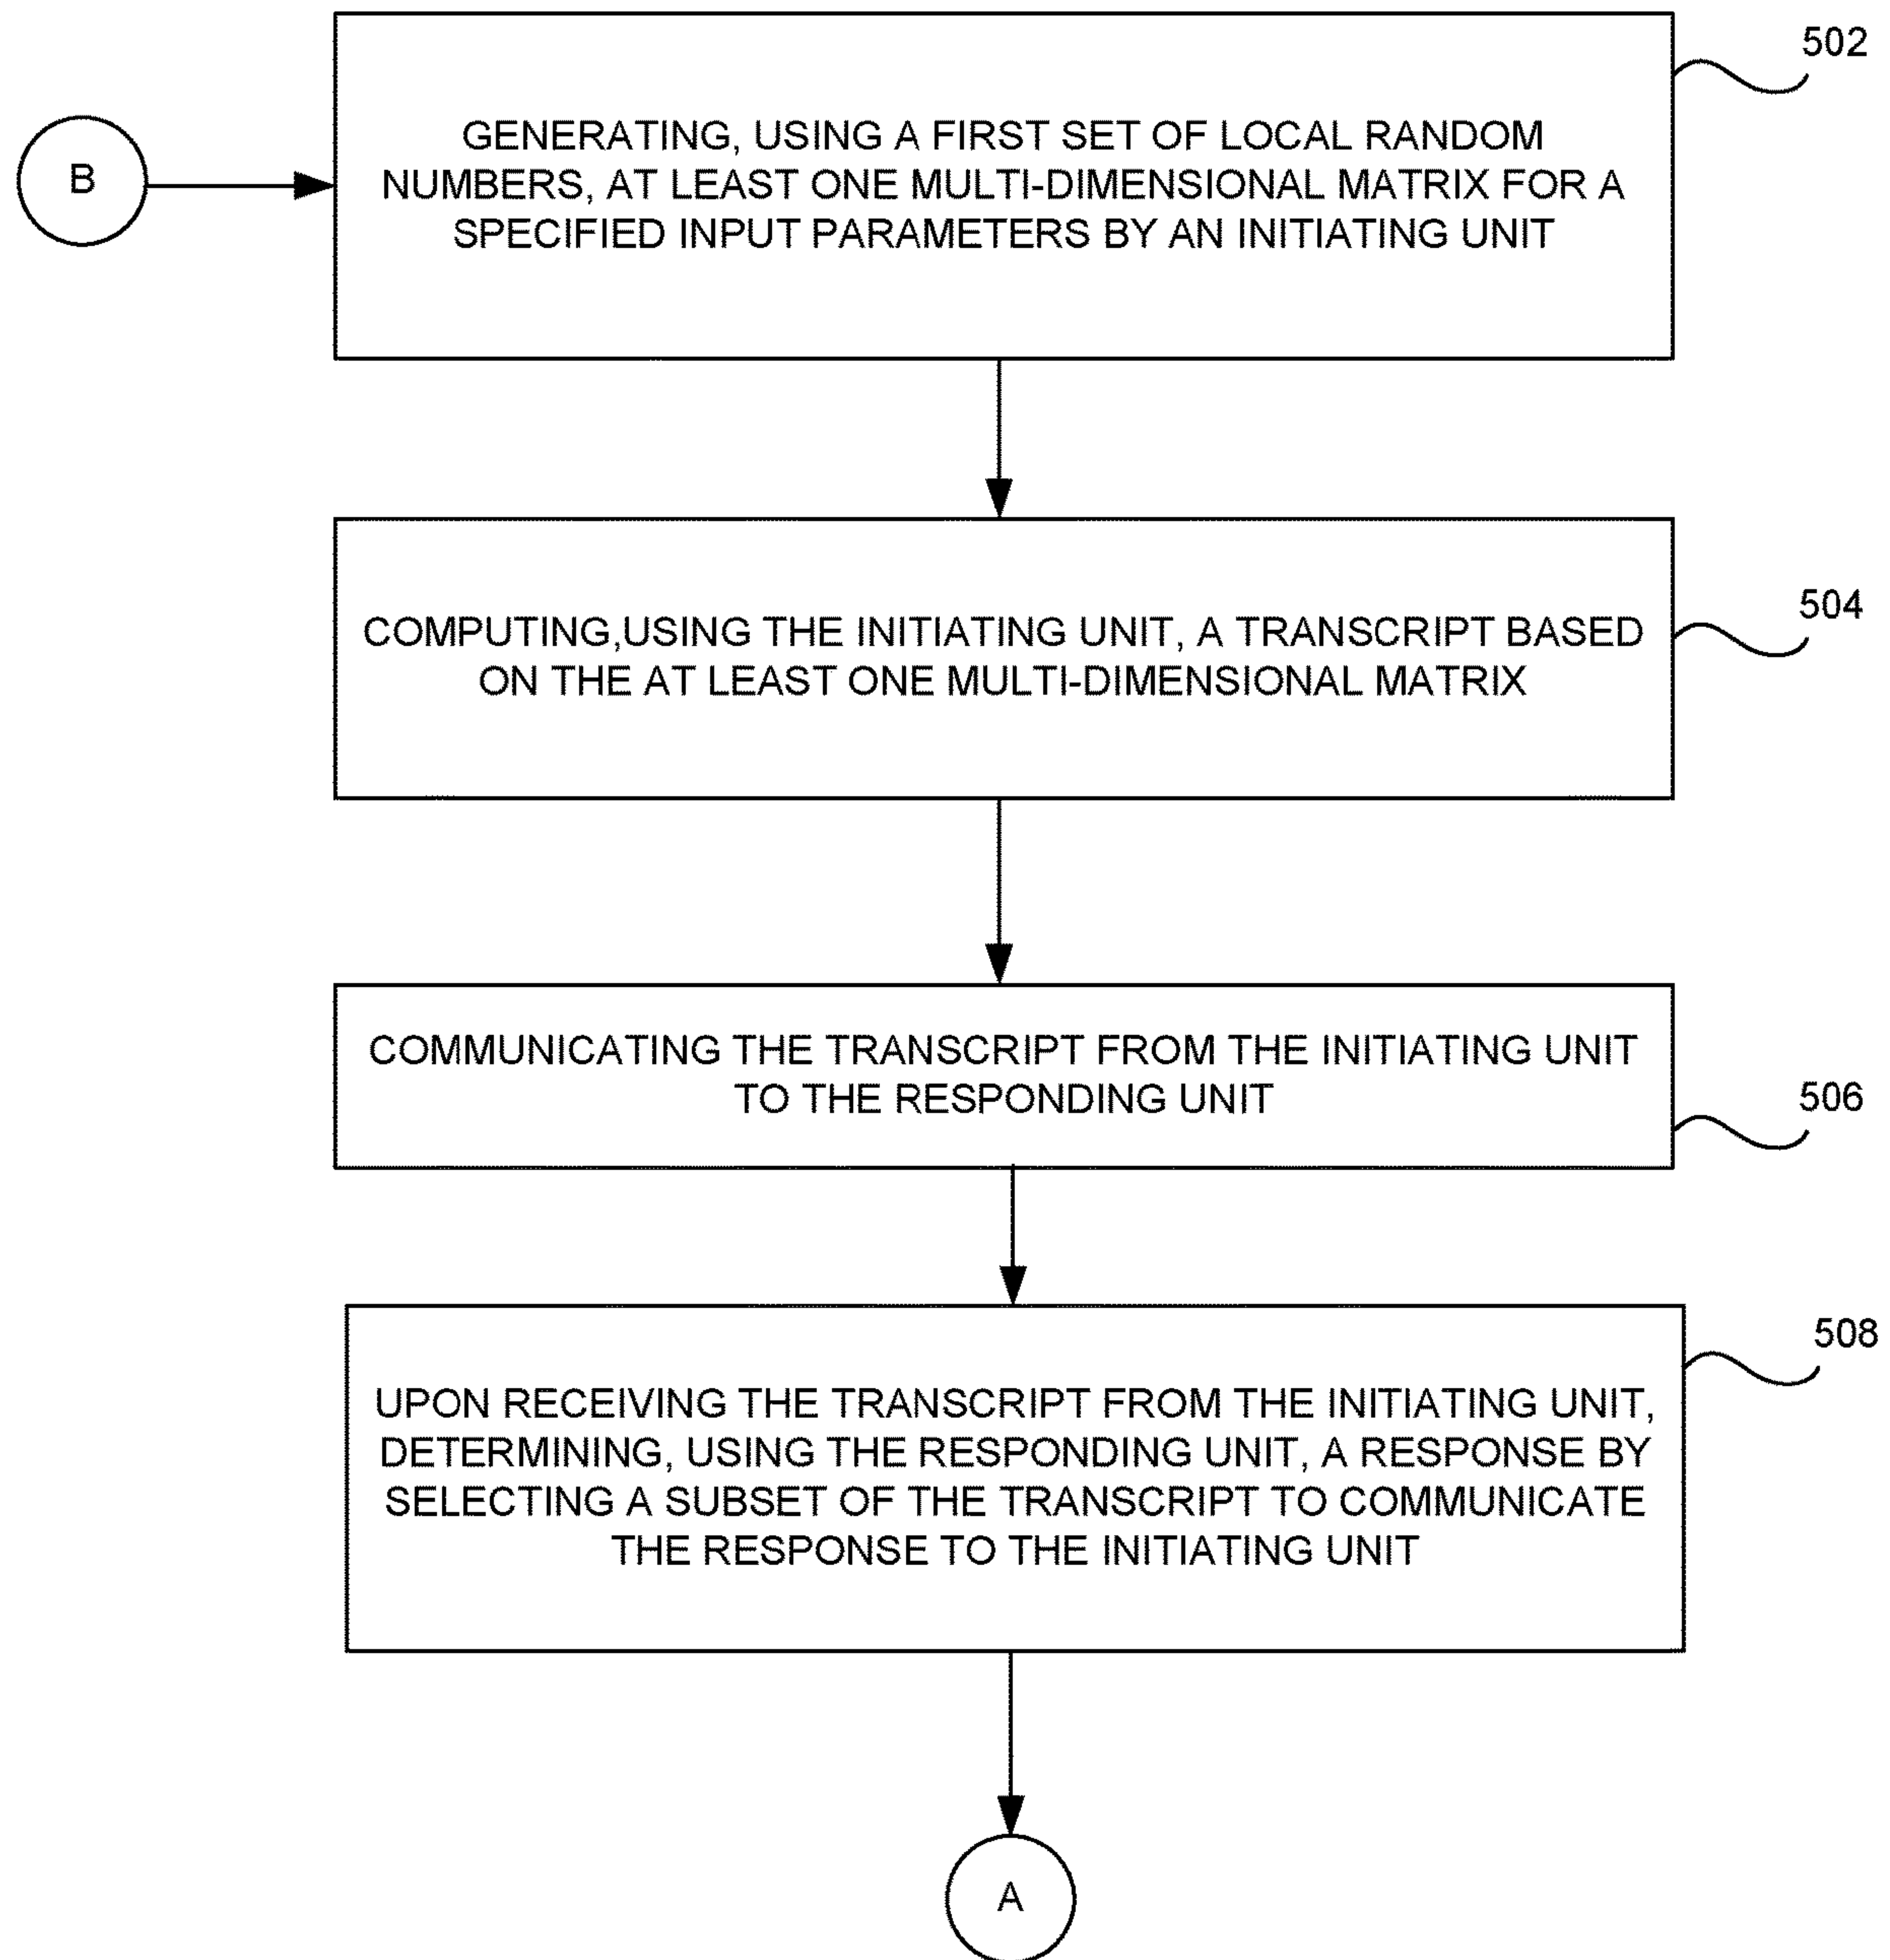 502
B
GENERATING, USING A FIRST SET OF LOCAL RANDOM
NUMBERS, AT LEAST ONE MULTI-DIMENSIONAL MATRIX FOR A
SPECIFIED INPUT PARAMETERS BY AN INITIATING UNIT
504
COMPUTING,USING THE INITIATING UNIT, A TRANSCRIPT BASED
ON THE AT LEAST ONE MULTI-DIMENSIONAL MATRIX
COMMUNICATING THE TRANSCRIPT FROM THE INITIATING UNIT
TO THE RESPONDING UNIT
506
508
UPON RECEIVING THE TRANSCRIPT FROM THE INITIATING UNIT,
DETERMINING, USING THE RESPONDING UNIT, A RESPONSE BY
SELECTING A SUBSET OF THE TRANSCRIPT TO COMMUNICATE
THE RESPONSE TO THE INITIATING UNIT
A